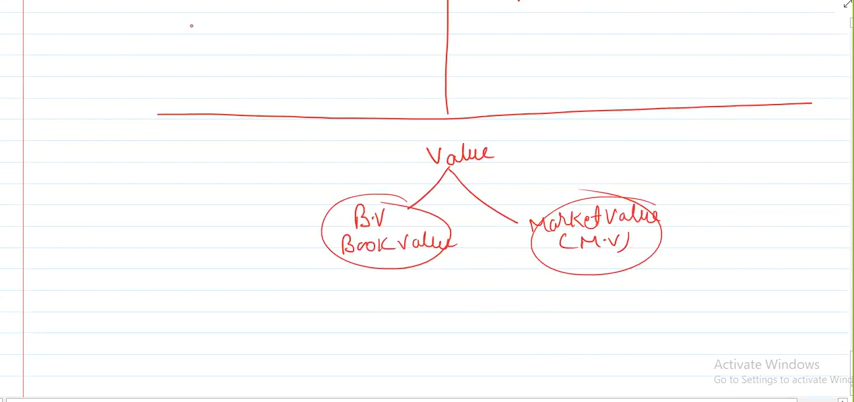 Value
B.V
Book Value
Market Value
(M.V)
Activate Windows
Go to Settings to activate Wind